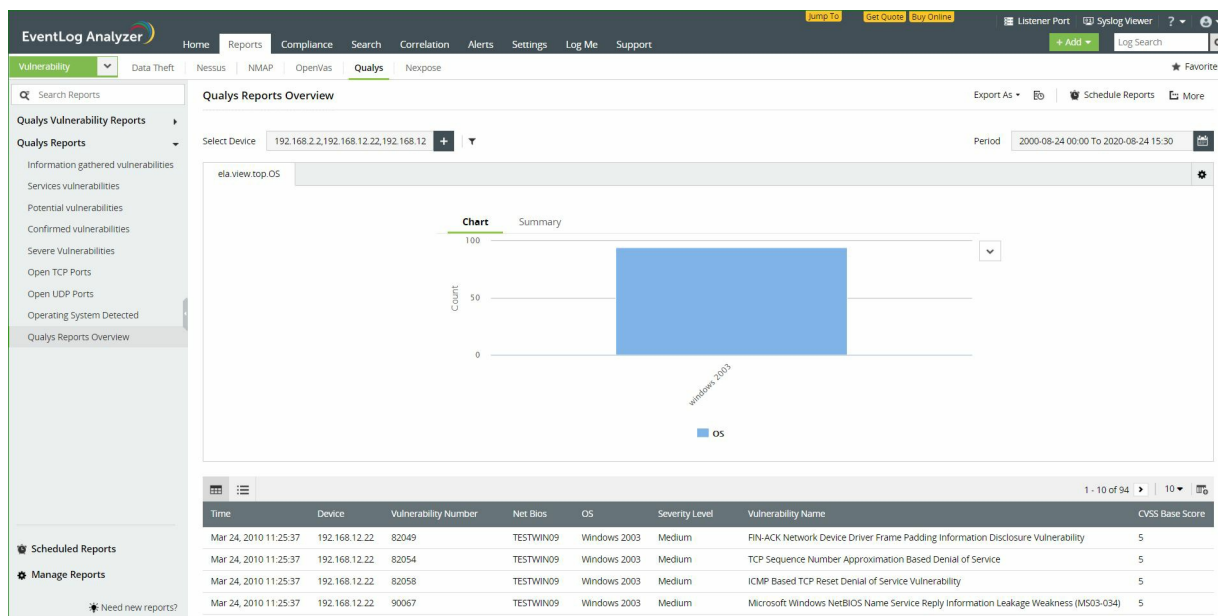 Jump To Get Quote Buy Online Listener Port Syslog Viewer ?
EventLog Analyzer
Home Reports Compliance Search Correlation Alerts Settings Log Me Support + Add Log Search
Vulnerability Data Theft Nessus NMAP OpenVas Qualys Nexpose Favorite
Search Reports
Qualys Vulnerability Reports
Qualys Reports
Information gathered vulnerabilities
Services vulnerabilities
Potential vulnerabilities
Confirmed vulnerabilities
Severe Vulnerabilities
Open TCP Ports
Open UDP Ports
Operating System Detected
Qualys Reports Overview
Scheduled Reports
Manage Reports
Need new reports?
Qualys Reports Overview Export As Schedule Reports More
Select Device 192.168.2.2,192.168.12.22,192.168.12 + Period 2000-08-24 00:00 To 2020-08-24 15:30
ela.view.top.OS
Chart Summary
100
50
0
Count
windows 2003
OS
1 - 10 of 94 10
Time Device Vulnerability Number Net Bios OS Severity Level Vulnerability Name CVSS Base Score
Mar 24, 2010 11:25:37 192.168.12.22 82049 TESTWIN09 Windows 2003 Medium FIN-ACK Network Device Driver Frame Padding Information Disclosure Vulnerability 5
Mar 24, 2010 11:25:37 192.168.12.22 82054 TESTWIN09 Windows 2003 Medium TCP Sequence Number Approximation Based Denial of Service 5
Mar 24, 2010 11:25:37 192.168.12.22 82058 TESTWIN09 Windows 2003 Medium ICMP Based TCP Reset Denial of Service Vulnerability 5
Mar 24, 2010 11:25:37 192.168.12.22 90067 TESTWIN09 Windows 2003 Medium Microsoft Windows NetBIOS Name Service Reply Information Leakage Weakness (MS03-034) 5